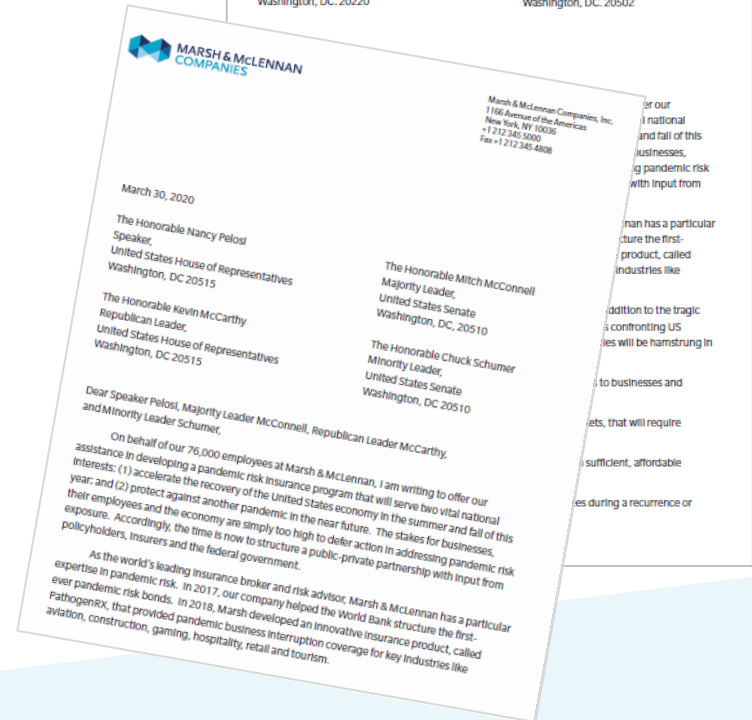 Washington, DC. 20220
Washington, DC. 20502
MARSH & MCLENNAN
COMPANIES
Marsh & McLennan Companies, Inc.
1166 Avenue of the Americas
New York, NY 10036
+1 212 345 5000
Fax +1 212 345 4808
March 30, 2020
The Honorable Nancy Pelosi
Speaker,
United States House of Representatives
Washington, DC 20515
The Honorable Mitch McConnell
Majority Leader,
United States Senate
Washington, DC, 20510
The Honorable Kevin McCarthy
Republican Leader,
United States House of Representatives
Washington, DC 20515
The Honorable Chuck Schumer
Minority Leader,
United States Senate
Washington, DC 20510
Dear Speaker Pelosi, Majority Leader McConnell, Republican Leader McCarthy,
and Minority Leader Schumer,
On behalf of our 76,000 employees at Marsh & McLennan, I am writing to offer our
assistance in developing a pandemic risk insurance program that will serve two vital national
interests: (1) accelerate the recovery of the United States economy in the summer and fall of this
year; and (2) protect against another pandemic in the near future. The stakes for businesses,
their employees and the economy are simply too high to defer action in addressing pandemic risk
exposure. Accordingly, the time is now to structure a public-private partnership with input from
policyholders, insurers and the federal government.
As the world's leading insurance broker and risk advisor, Marsh & McLennan has a particular
expertise in pandemic risk. In 2017, our company helped the World Bank structure the first-
ever pandemic risk bonds. In 2018, Marsh developed an innovative insurance product, called
PathogenRX, that provided pandemic business interruption coverage for key industries like
aviation, construction, gaming, hospitality, retail and tourism.
er our
l national
and fall of this
businesses,
g pandemic risk
with input from
nan has a particular
cture the first-
product, called
industries like
ddition to the tragic
s confronting US
les will be hamstrung in
s to businesses and
ets, that will require
sufficient, affordable
es during a recurrence or